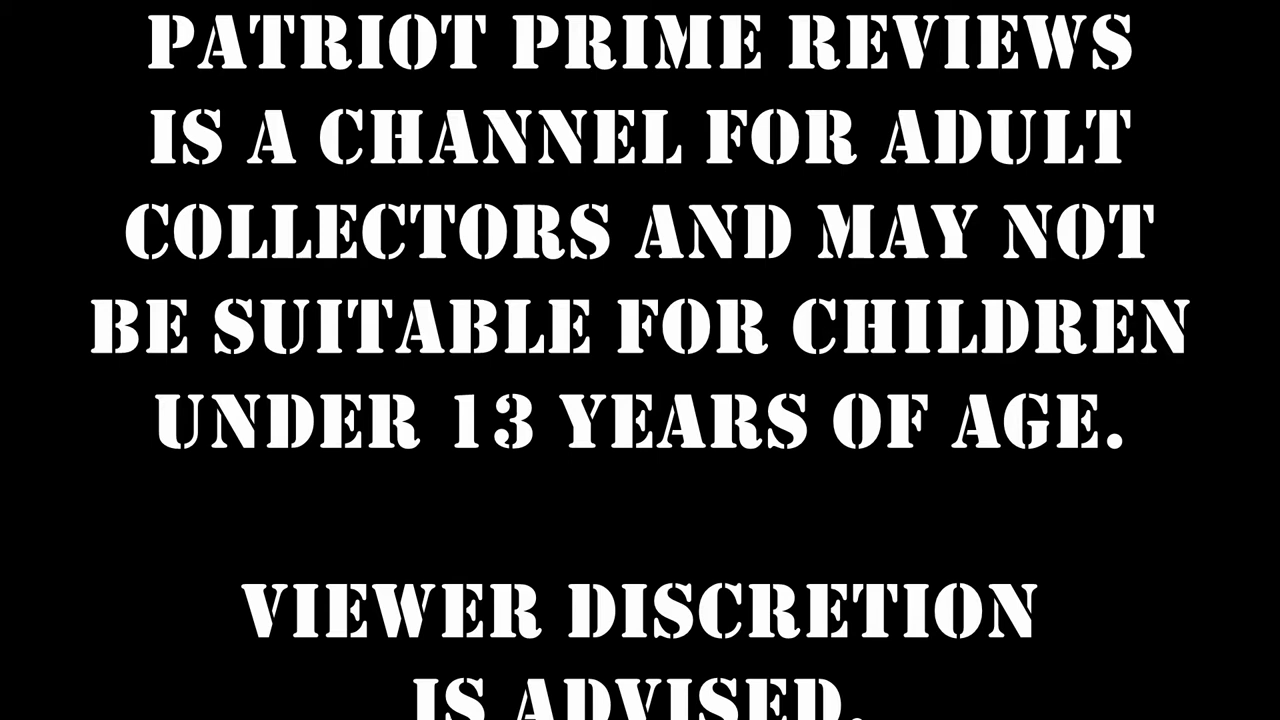 PATRIOT PRIME REVIEWS
IS A CHANNEL FOR ADULT
COLLECTORS AND MAY NOT
BE SUITABLE FOR CHILDREN
UNDER 13 YEARS OF AGE.
VIEWER DISCRETION
IS ADVISED.